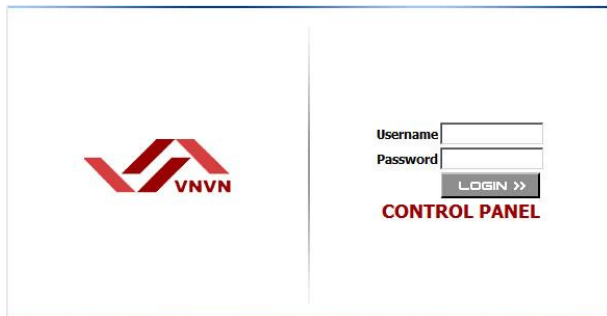 VNVN
Username
Password
LOGIN >>
CONTROL PANEL